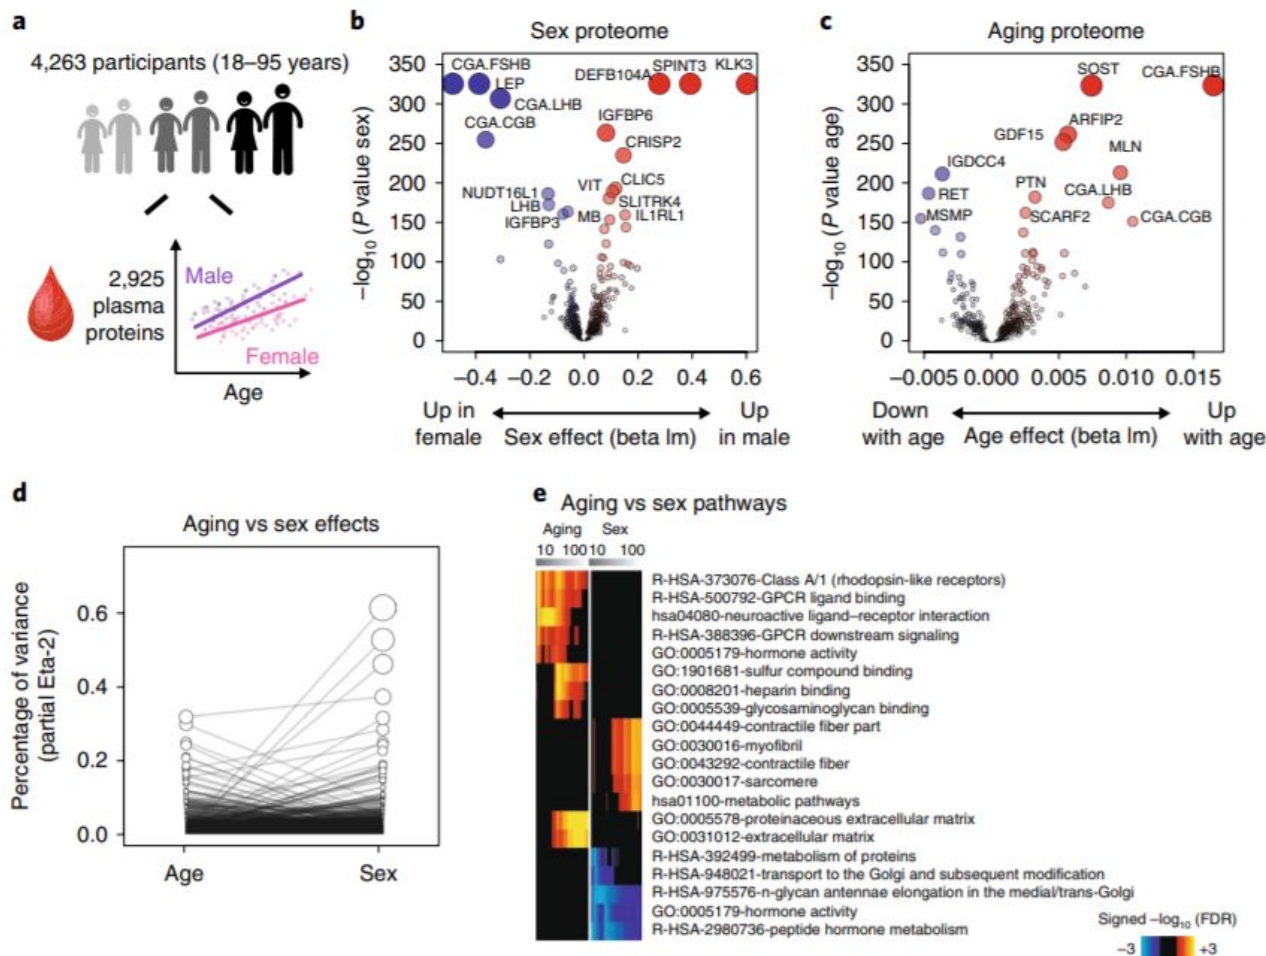 a
4,263 participants (18–95 years)
2,925
plasma
proteins
Male
Female
Age
b
Sex proteome
−log10 (P value sex)
350
300
250
200
150
100
50
0
CGA.FSHB
LEP
CGA.LHB
CGA.CGB
DEFB104A
SPINT3
KLK3
IGFBP6
CRISP2
NUDT16L1
LHB
IGFBP3
VIT
CLIC5
SLITRK4
MB
IL1RL1
−0.4 −0.2 0.0 0.2 0.4 0.6
Up in
female
Sex effect (beta lm)
Up
in male
c
Aging proteome
−log10 (P value age)
350
300
250
200
150
100
50
0
SOST
CGA.FSHB
ARFIP2
GDF15
MLN
IGDCC4
RET
MSMP
PTN
CGA.LHB
SCARF2
CGA.CGB
−0.005 0.000 0.005 0.010 0.015
Down
with age
Age effect (beta lm)
Up
with age
d
Aging vs sex effects
Percentage of variance
(partial Eta-2)
0.6
0.4
0.2
0.0
Age
Sex
e
Aging vs sex pathways
Aging Sex
10 100 10 100
R-HSA-373076-Class A/1 (rhodopsin-like receptors)
R-HSA-500792-GPCR ligand binding
hsa04080-neuroactive ligand–receptor interaction
R-HSA-388396-GPCR downstream signaling
GO:0005179-hormone activity
GO:1901681-sulfur compound binding
GO:0008201-heparin binding
GO:0005539-glycosaminoglycan binding
GO:0044449-contractile fiber part
GO:0030016-myofibril
GO:0043292-contractile fiber
GO:0030017-sarcomere
hsa01100-metabolic pathways
GO:0005578-proteinaceous extracellular matrix
GO:0031012-extracellular matrix
R-HSA-392499-metabolism of proteins
R-HSA-948021-transport to the Golgi and subsequent modification
R-HSA-975576-n-glycan antennae elongation in the medial/trans-Golgi
GO:0005179-hormone activity
R-HSA-2980736-peptide hormone metabolism
Signed −log10 (FDR)
−3 +3